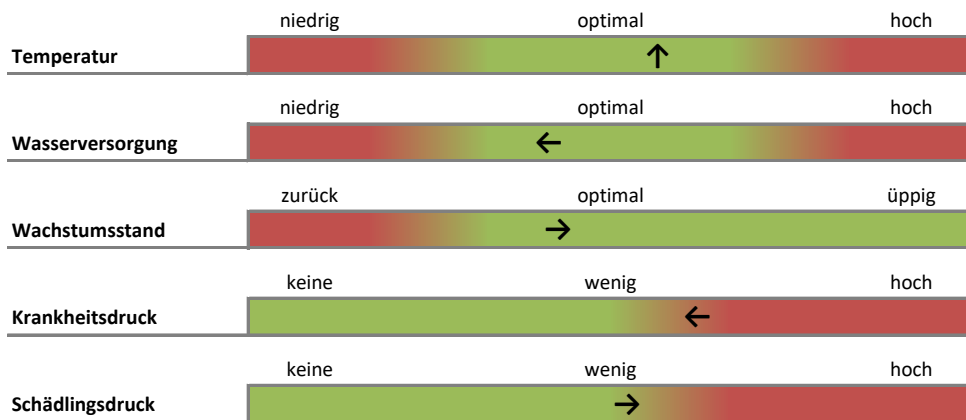 niedrig optimal hoch
Temperatur
niedrig optimal hoch
Wasserversorgung
zurück optimal üppig
Wachstumsstand
keine wenig hoch
Krankheitsdruck
keine wenig hoch
Schädlingsdruck